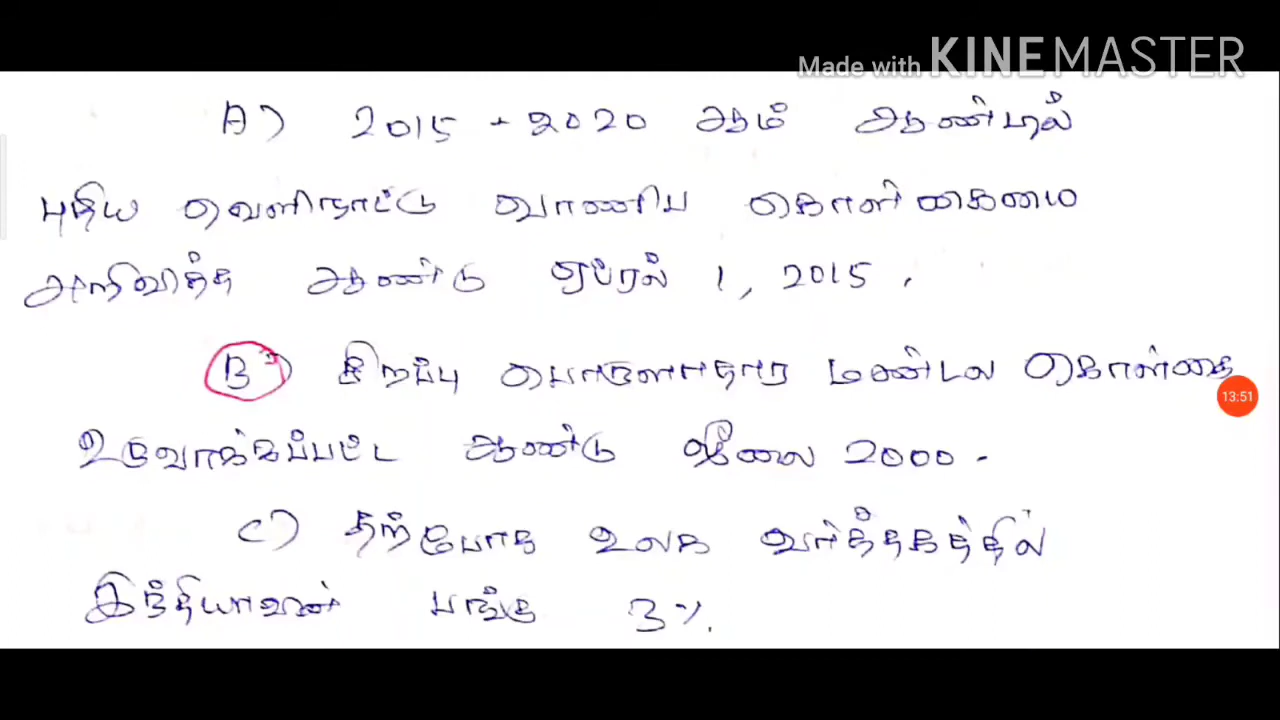 Made with KINEMASTER
A) 2015 - 2020 ஆம் ஆண்டில்
புதிய வெளிநாட்டு வாணிப கொள்கைமை
அறிவித்த ஆண்டு ஏப்ரல் 1, 2015 .
B) சிறப்பு பொருளாதார மண்டல கொள்கை
13:51
உருவாக்கப்பட்ட ஆண்டு ஜீலை 2000 -
C) தற்போத உலக வர்த்தகத்தில்
இந்தியாவன் பங்கு 3%.